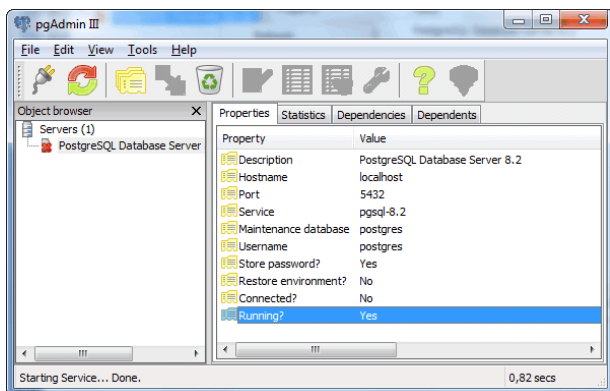 pgAdmin III
File Edit View Tools Help
Object browser X
Servers (1)
PostgreSQL Database Server
Properties Statistics Dependencies Dependents
Property Value
Description PostgreSQL Database Server 8.2
Hostname localhost
Port 5432
Service pgsql-8.2
Maintenance database postgres
Username postgres
Store password? Yes
Restore environment? No
Connected? No
Running? Yes
Starting Service... Done. 0,82 secs